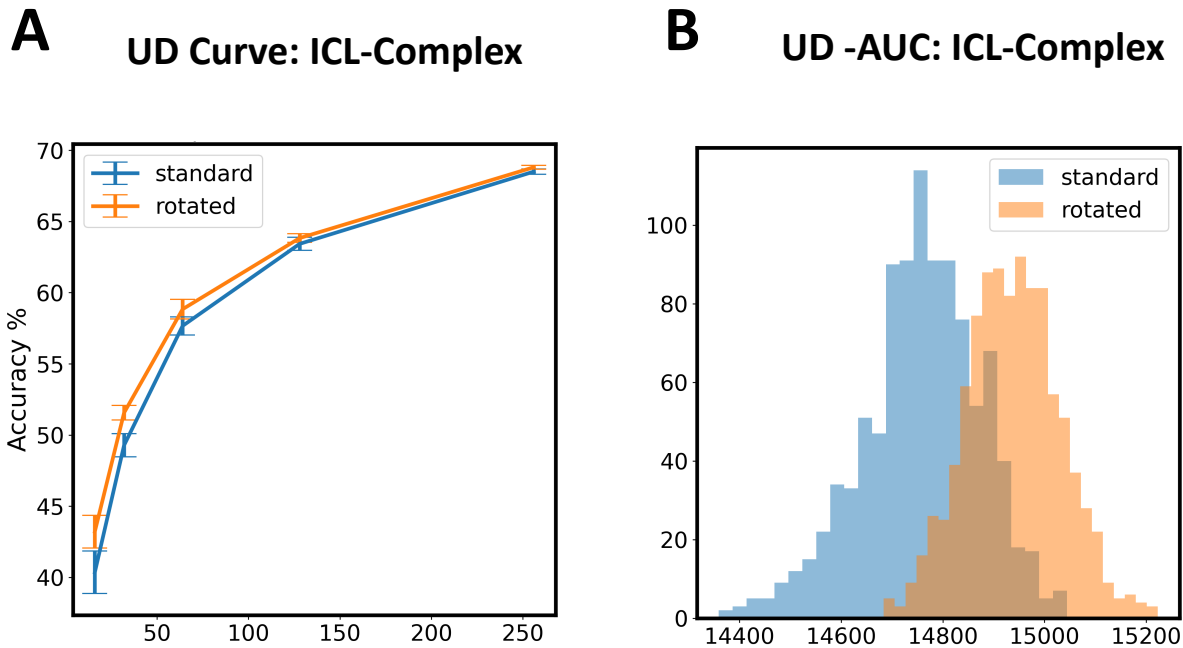 A
UD Curve: ICL-Complex
70
65
60
55
50
45
40
Accuracy %
standard
rotated
50
100
150
200
250
B
UD -AUC: ICL-Complex
100
80
60
40
20
0
standard
rotated
14400
14600
14800
15000
15200